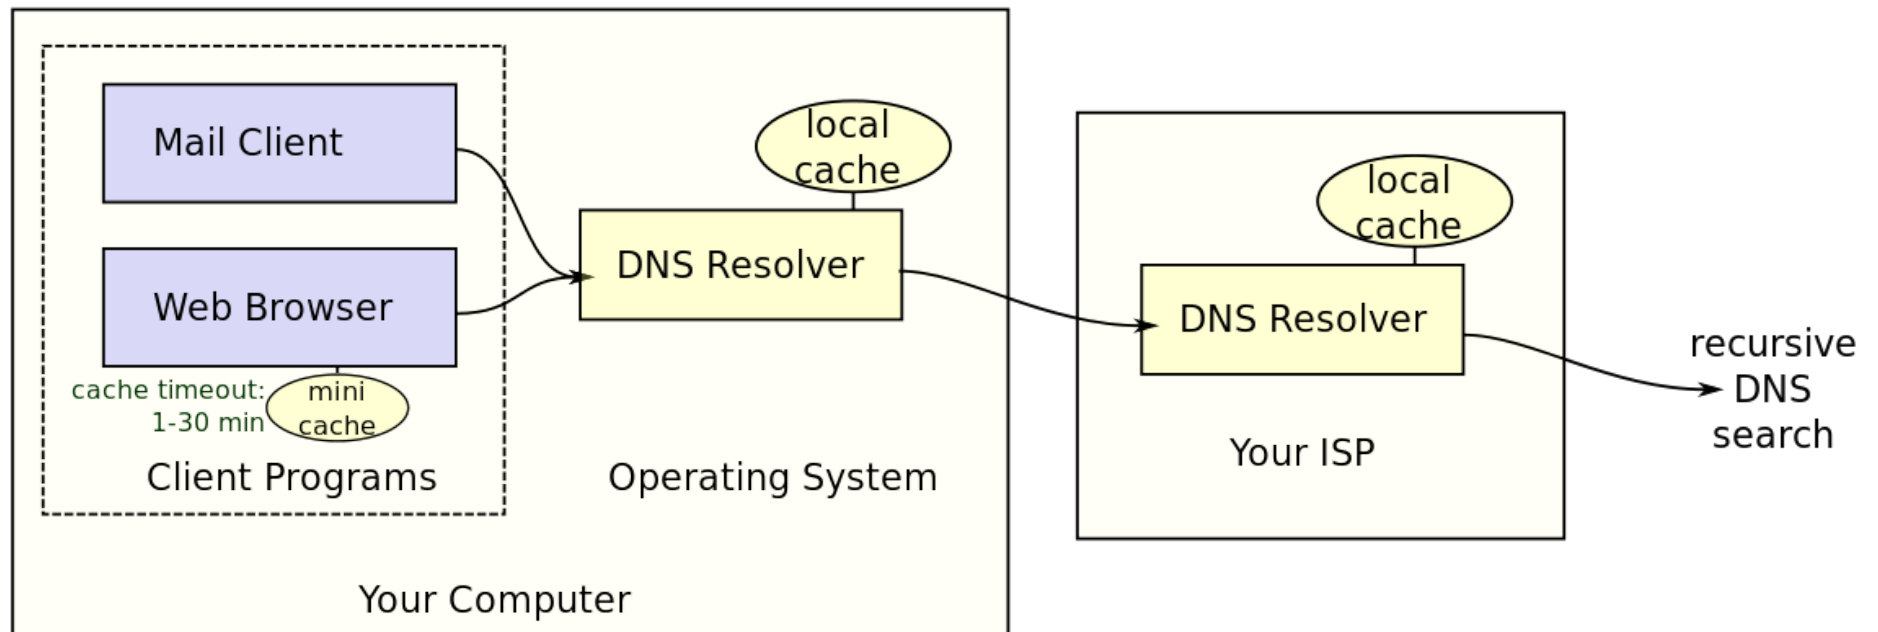 Mail Client
Web Browser
cache timeout:
1-30 min
mini
cache
Client Programs
local
cache
DNS Resolver
Operating System
Your Computer
local
cache
DNS Resolver
Your ISP
recursive
DNS
search